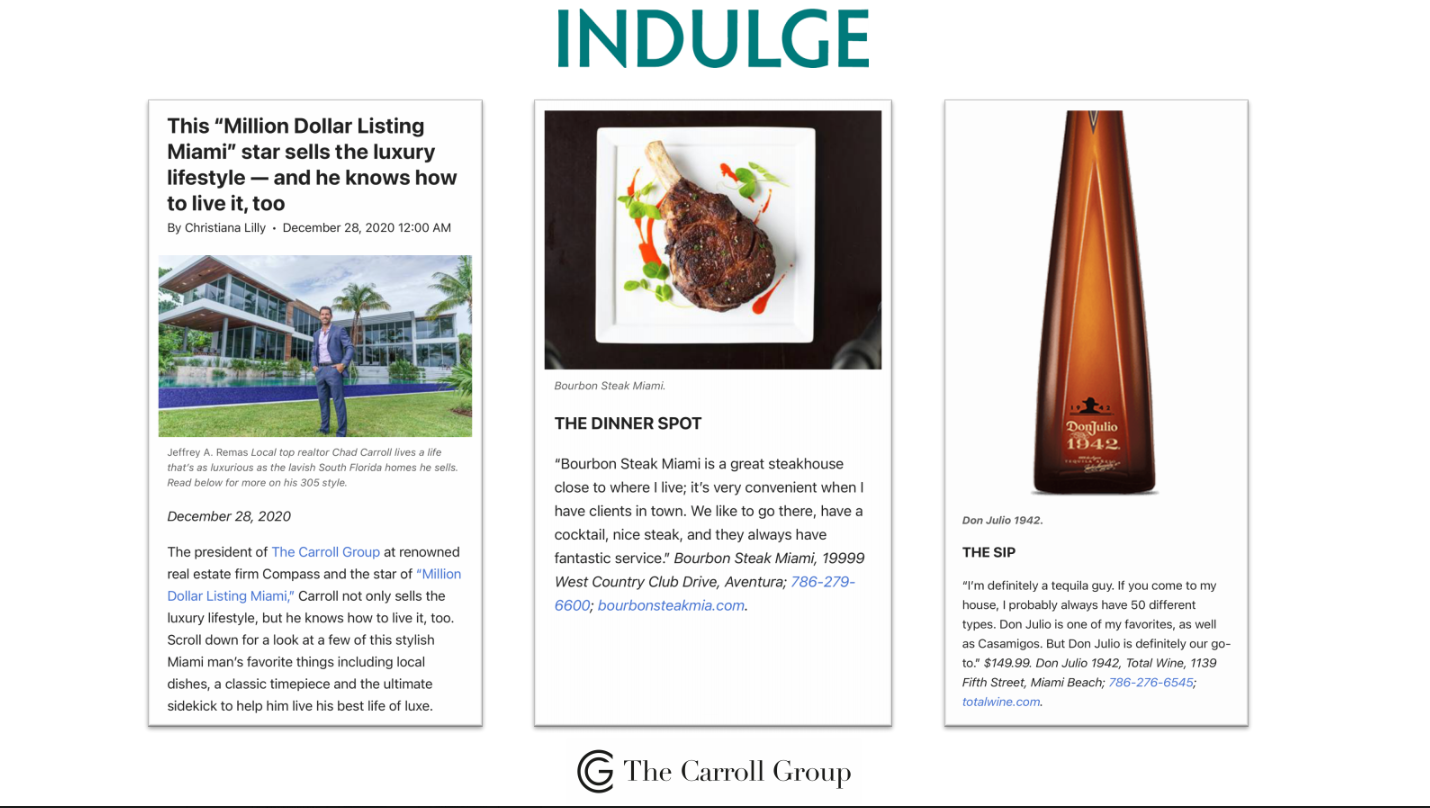 INDULGE
This “Million Dollar Listing
Miami” star sells the luxury
lifestyle — and he knows how
to live it, too
By Christiana Lilly • December 28, 2020 12:00 AM
Jeffrey A. Remas Local top realtor Chad Carroll lives a life
that’s as luxurious as the lavish South Florida homes he sells.
Read below for more on his 305 style.
December 28, 2020
The president of The Carroll Group at renowned
real estate firm Compass and the star of “Million
Dollar Listing Miami,” Carroll not only sells the
luxury lifestyle, but he knows how to live it, too.
Scroll down for a look at a few of this stylish
Miami man’s favorite things including local
dishes, a classic timepiece and the ultimate
sidekick to help him live his best life of luxe.
Bourbon Steak Miami.
THE DINNER SPOT
“Bourbon Steak Miami is a great steakhouse
close to where I live; it’s very convenient when I
have clients in town. We like to go there, have a
cocktail, nice steak, and they always have
fantastic service.” Bourbon Steak Miami, 19999
West Country Club Drive, Aventura; 786-279-
6600; bourbonsteakmia.com.
1942
Don Julio
1942.
Don Julio 1942.
THE SIP
“I’m definitely a tequila guy. If you come to my
house, I probably always have 50 different
types. Don Julio is one of my favorites, as well
as Casamigos. But Don Julio is definitely our go-
to.” $149.99. Don Julio 1942, Total Wine, 1139
Fifth Street, Miami Beach; 786-276-6545;
totalwine.com.
The Carroll Group